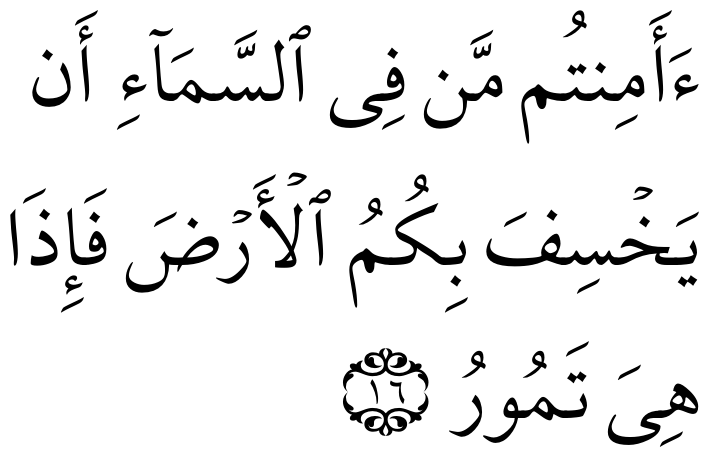 ءَأَمِنتُم مَّن فِى ٱلسَّمَآءِ أَن
يَخۡسِفَ بِكُمُ ٱلۡأَرۡضَ فَإِذَا
هِىَ تَمُورُ ١٦